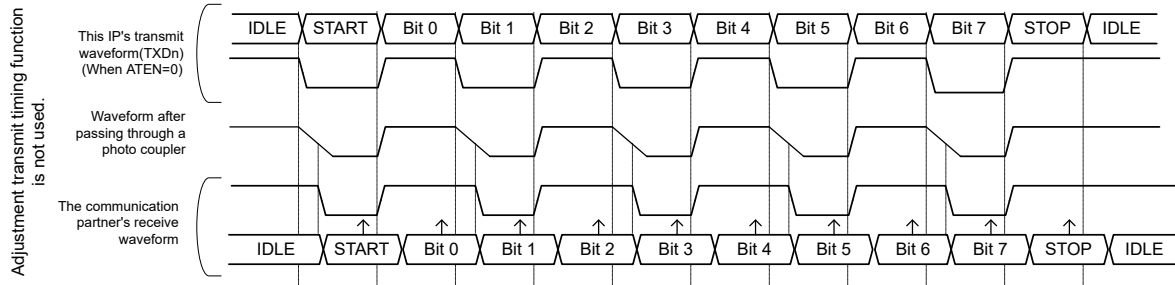 Adjustment transmit timing function
is not used.
This IP's transmit
waveform(TXDn)
(When ATEN=0)
IDLE START Bit 0 Bit 1 Bit 2 Bit 3 Bit 4 Bit 5 Bit 6 Bit 7 STOP IDLE
Waveform after
passing through a
photo coupler
The communication
partner's receive
waveform
IDLE START Bit 0 Bit 1 Bit 2 Bit 3 Bit 4 Bit 5 Bit 6 Bit 7 STOP IDLE